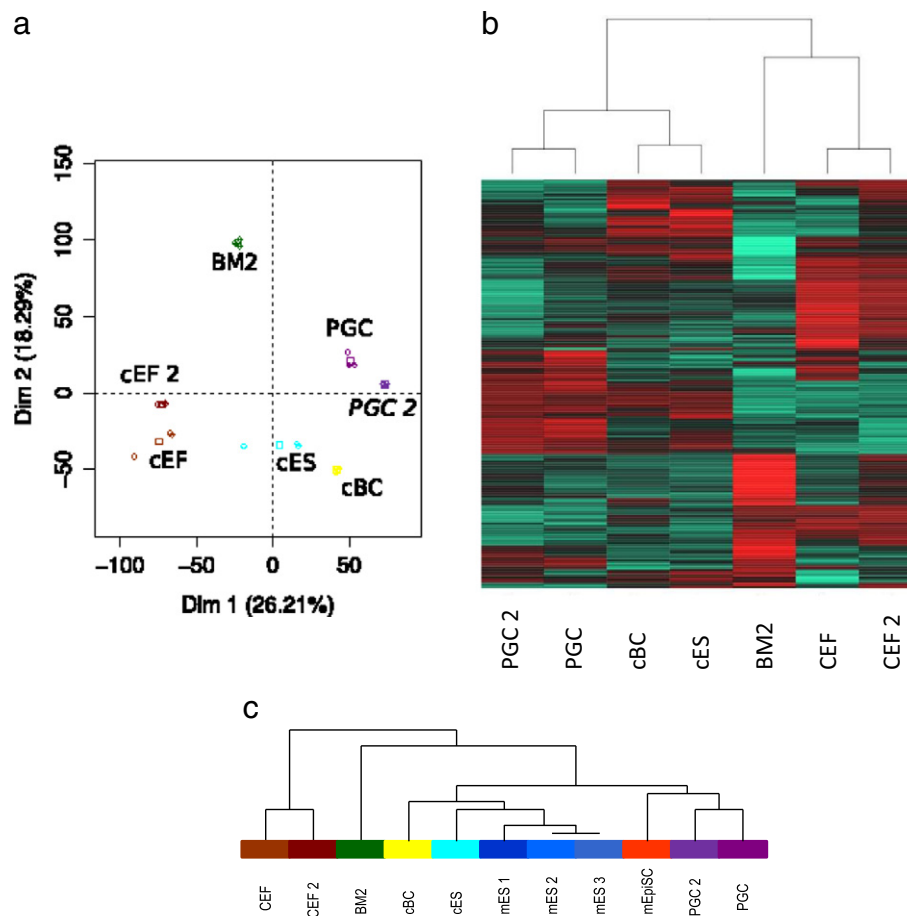 a
b
150
100
50
0
−50
Dim 2 (18.29%)
BM2
PGC
PGC 2
cEF 2
cEF
cES
cBC
−100
−50
0
50
Dim 1 (26.21%)
PGC 2
PGC
cBC
cES
BM2
CEF
CEF 2
c
CEF
CEF 2
BM2
cBC
cES
mES 1
mES 2
mES 3
mEpiSC
PGC 2
PGC